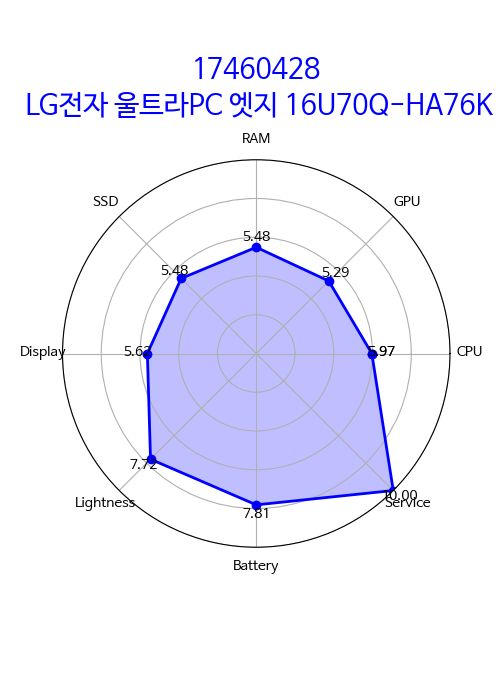 17460428
LG전자 울트라PC 엣지 16U70Q-HA76K
RAM
SSD
GPU
5.48
5.48
5.29
Display
5.62
5.97
CPU
7.72
Lightness
10.00
Service
7.81
Battery